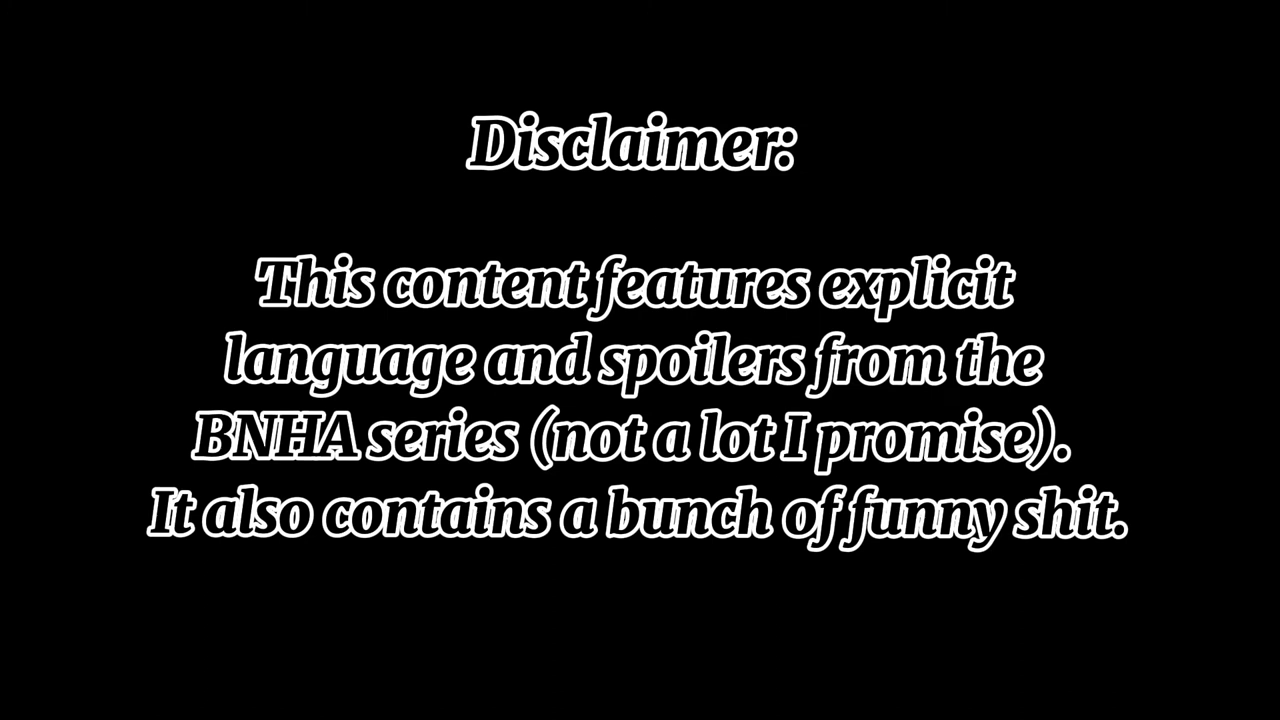 Disclaimer:
This content features explicit
language and spoilers from the
BNHA series (not a lot I promise).
It also contains a bunch of funny shit.